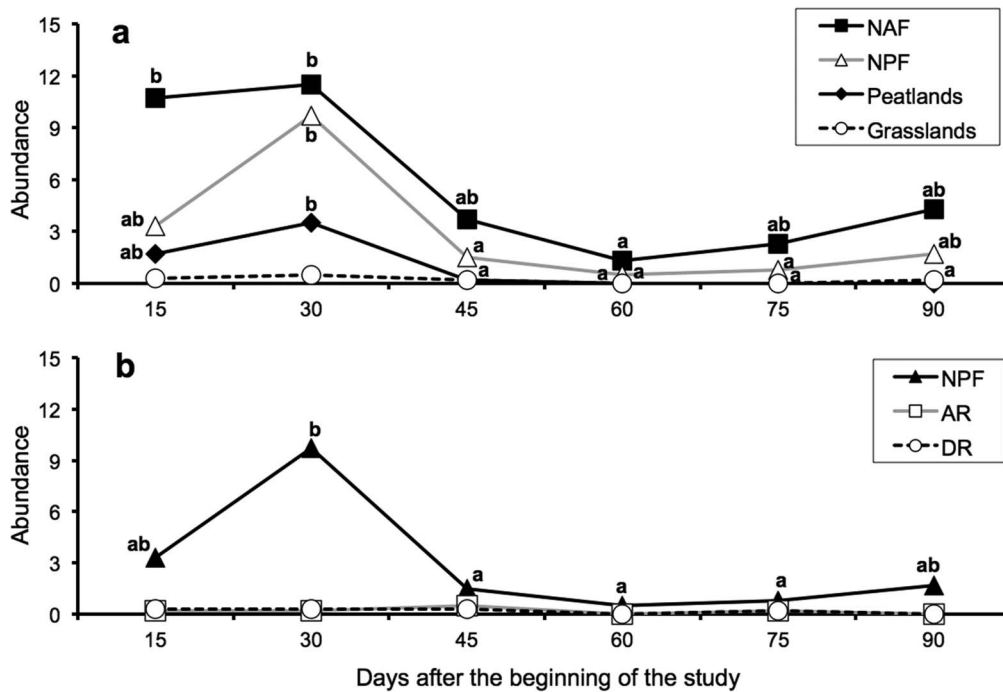 a
15
12
9
6
3
0
Abundance
NAF
NPF
Peatlands
Grasslands
b
b
b
ab
b
ab
ab
a
a
a
a
a
ab
a
a
ab
ab
a
15 30 45 60 75 90
b
15
12
9
6
3
0
Abundance
NPF
AR
DR
ab
b
a
a
a
ab
15 30 45 60 75 90
Days after the beginning of the study